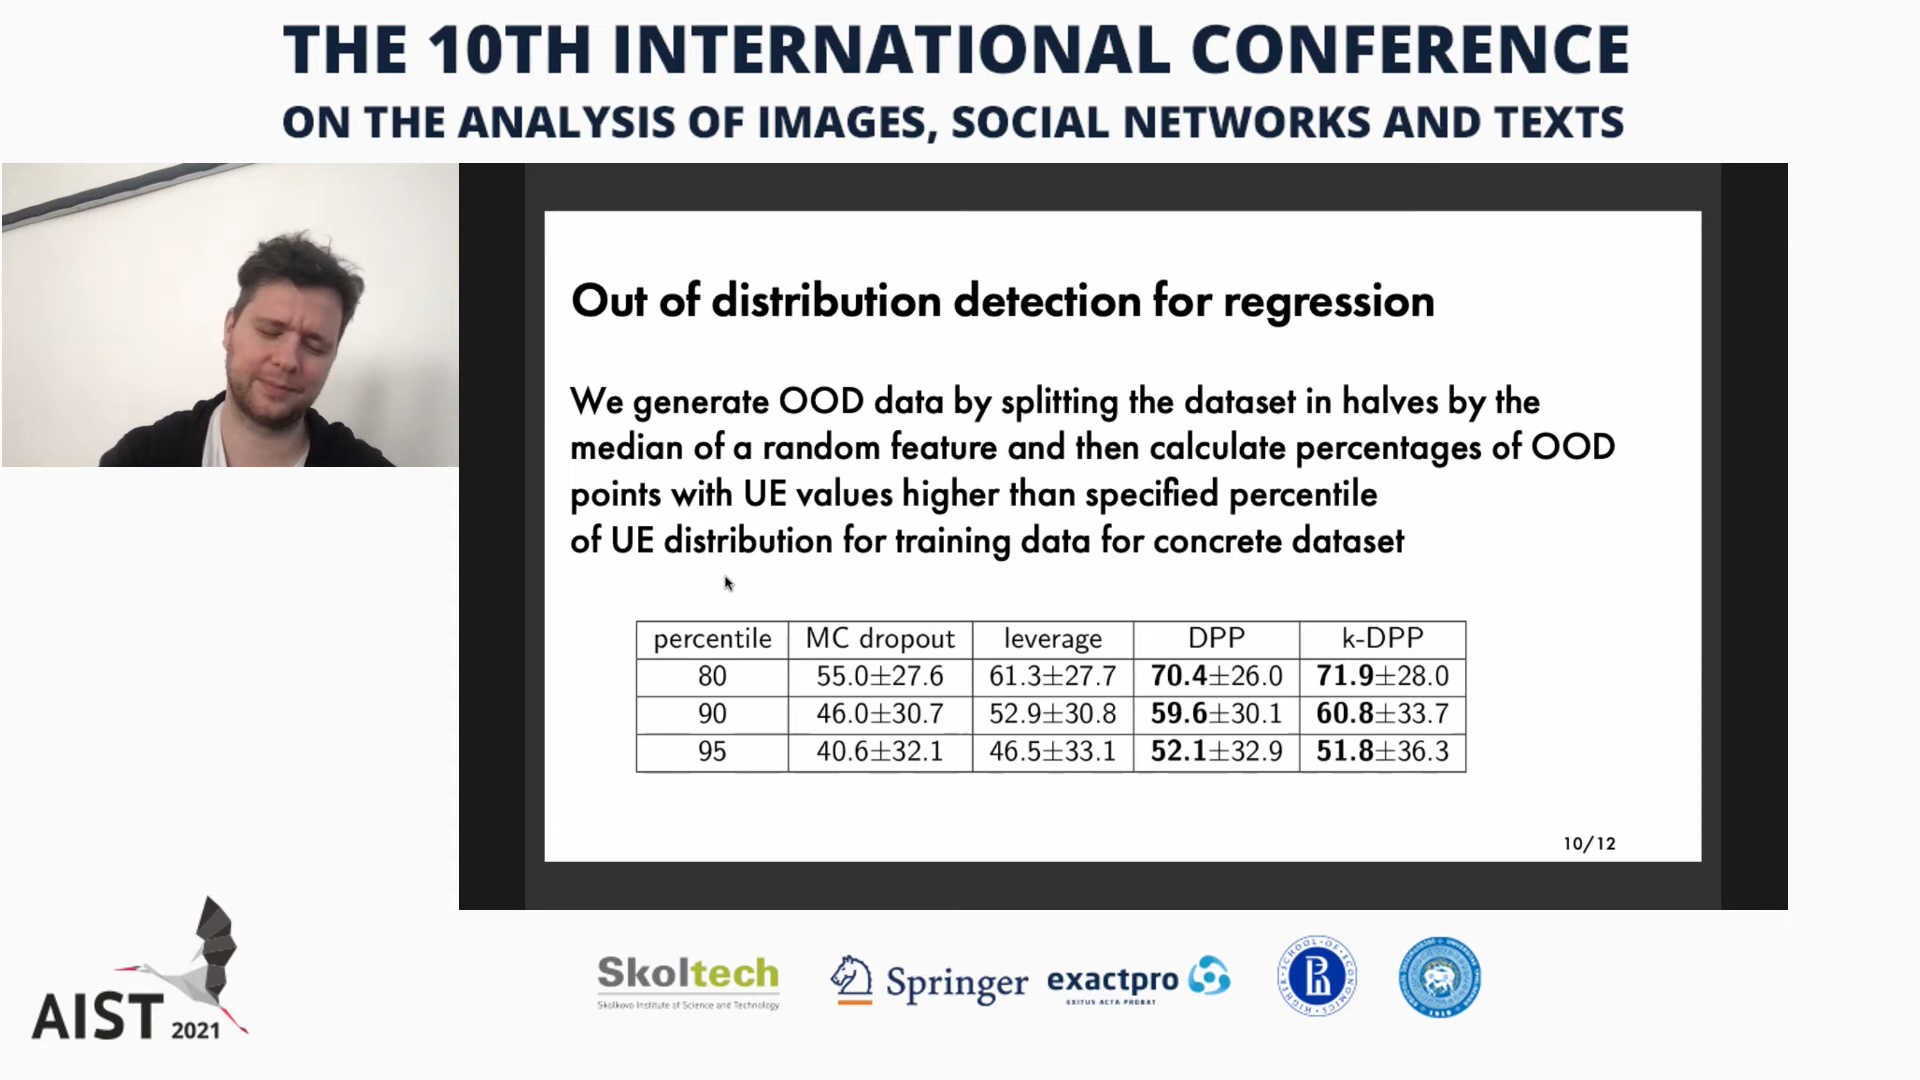 THE 10TH INTERNATIONAL CONFERENCE
ON THE ANALYSIS OF IMAGES, SOCIAL NETWORKS AND TEXTS
Out of distribution detection for regression
We generate OOD data by splitting the dataset in halves by the
median of a random feature and then calculate percentages of OOD
points with UE values higher than specified percentile
of UE distribution for training data for concrete dataset
percentile MC dropout leverage DPP k-DPP
80 55.0±27.6 61.3±27.7 70.4±26.0 71.9±28.0
90 46.0±30.7 52.9±30.8 59.6±30.1 60.8±33.7
95 40.6±32.1 46.5±33.1 52.1±32.9 51.8±36.3
10/12
AIST 2021
Skoltech
Skolkovo Institute of Science and Technology
Springer
exactpro
EXITUS ACTA PROBAT
HIGHER SCHOOL OF ECONOMICS